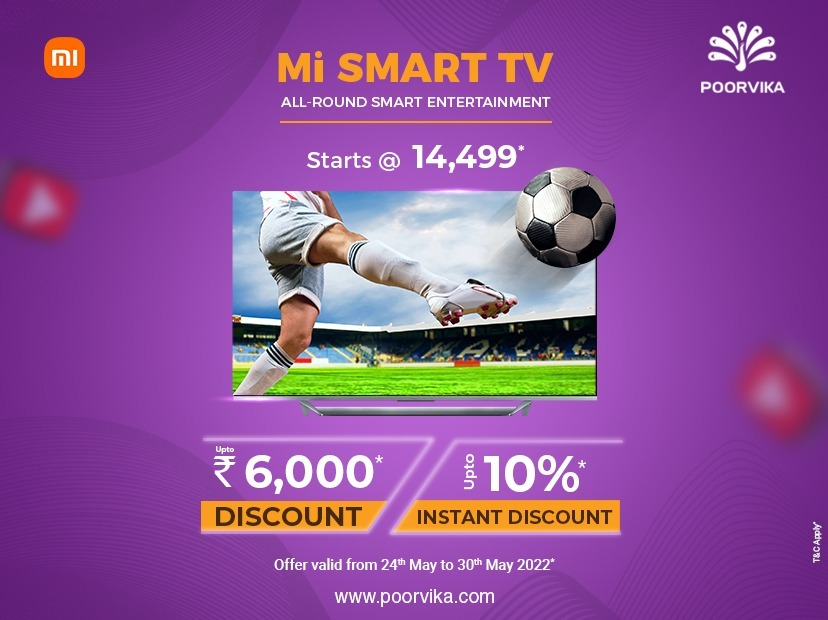 mi
Mi SMART TV
ALL-ROUND SMART ENTERTAINMENT
POORVIKA
Starts @ 14,499*
Upto
₹ 6,000*
DISCOUNT
Upto 10%*
INSTANT DISCOUNT
Offer valid from 24th May to 30th May 2022*
www.poorvika.com
T&C Apply*